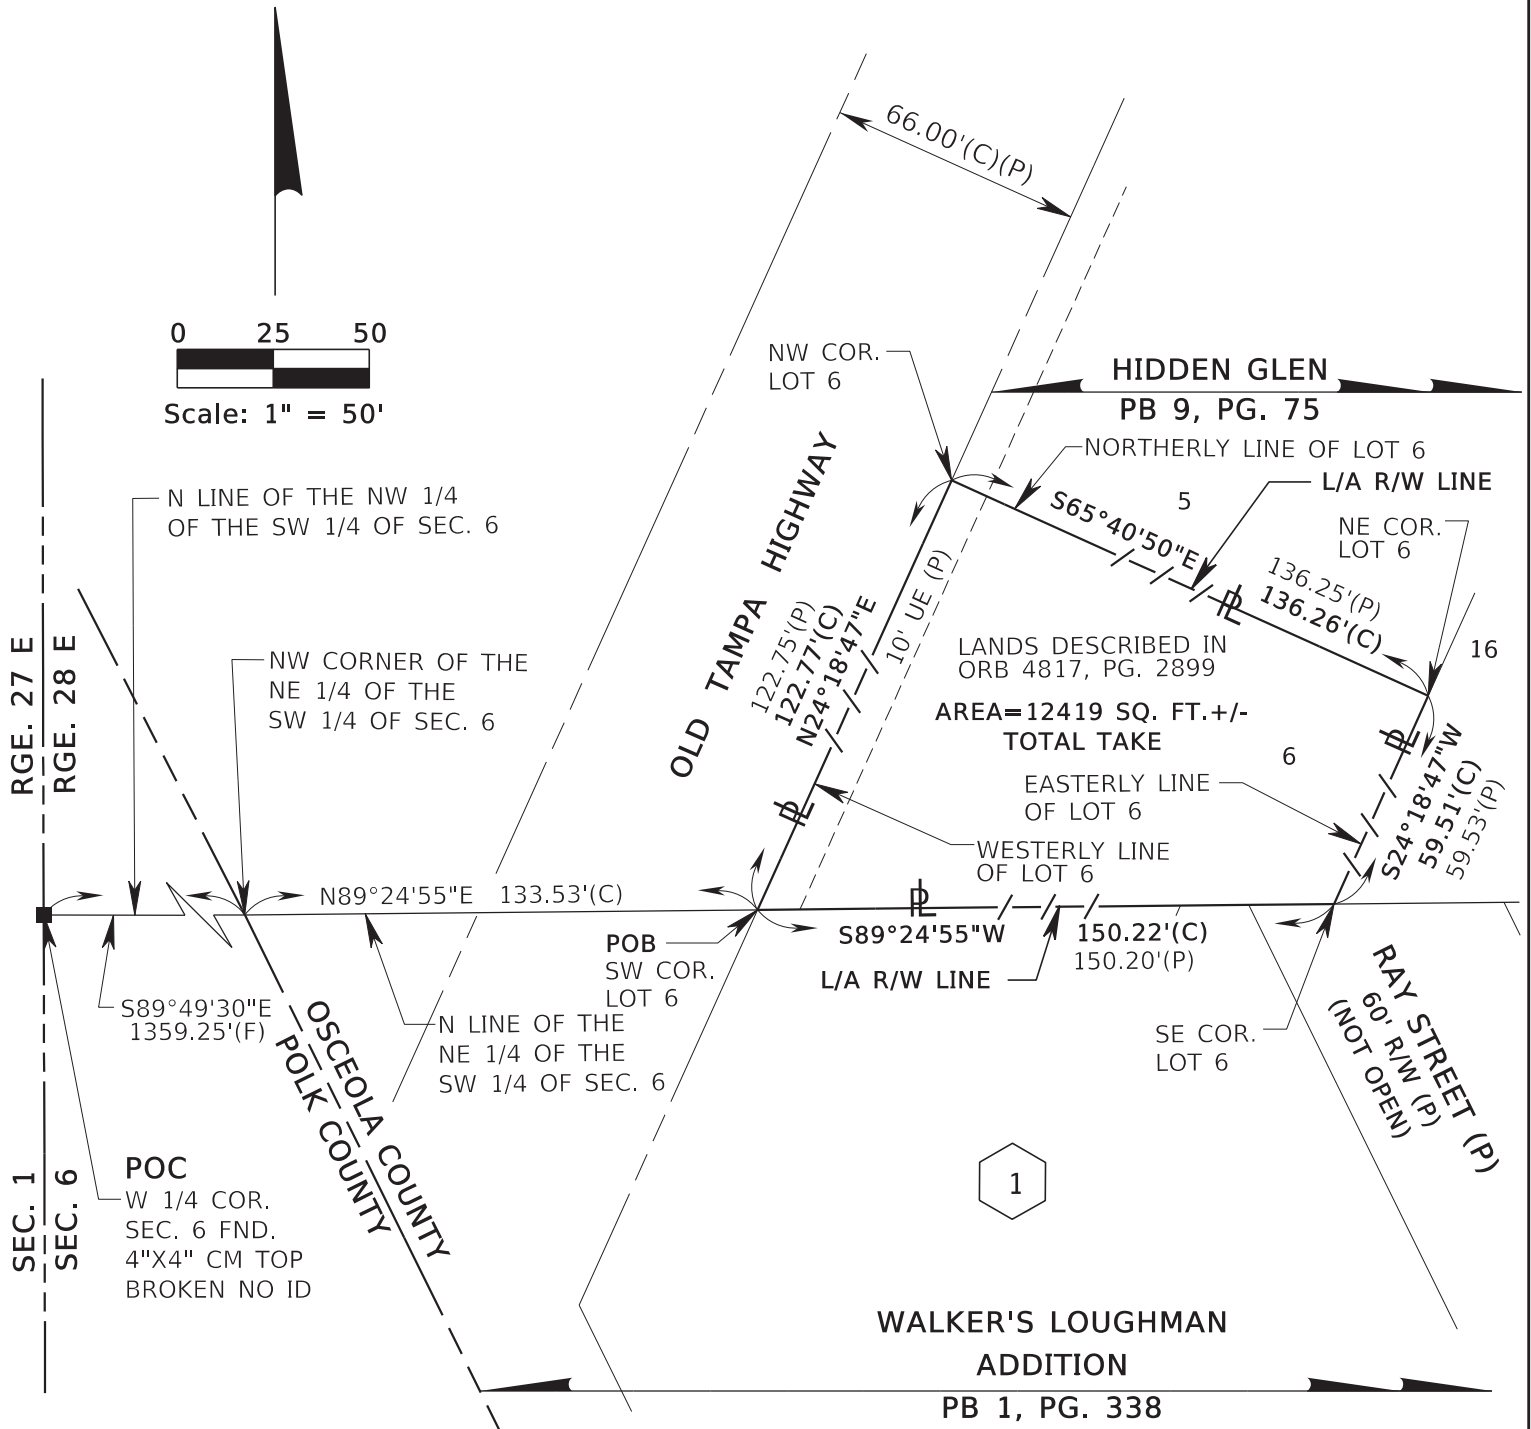 66.00'(C)(P)
0 25 50
Scale: 1" = 50'
NW COR.
LOT 6
HIDDEN GLEN
PB 9, PG. 75
NORTHERLY LINE OF LOT 6
L/A R/W LINE
5
S65°40'50"E
NE COR.
LOT 6
136.25'(P)
136.26'(C)
16
N LINE OF THE NW 1/4
OF THE SW 1/4 OF SEC. 6
OLD TAMPA HIGHWAY
122.75'(P)
122.77'(C)
N24°18'47"E
10' UE (P)
LANDS DESCRIBED IN
ORB 4817, PG. 2899
AREA=12419 SQ. FT.+/-
TOTAL TAKE
6
EASTERLY LINE
OF LOT 6
S24°18'47"W
59.51'(C)
59.53'(P)
WESTERLY LINE
OF LOT 6
RGE. 27 E
RGE. 28 E
NW CORNER OF THE
NE 1/4 OF THE
SW 1/4 OF SEC. 6
N89°24'55"E 133.53'(C)
PL
PL
PL
PL
POB
SW COR.
LOT 6
S89°24'55"W 150.22'(C)
150.20'(P)
L/A R/W LINE
S89°49'30"E
1359.25'(F)
N LINE OF THE
NE 1/4 OF THE
SW 1/4 OF SEC. 6
SE COR.
LOT 6
RAY STREET (P)
60' R/W (P)
(NOT OPEN)
OSCEOLA COUNTY
POLK COUNTY
SEC. 1
SEC. 6
POC
W 1/4 COR.
SEC. 6 FND.
4"X4" CM TOP
BROKEN NO ID
1
WALKER'S LOUGHMAN
ADDITION
PB 1, PG. 338